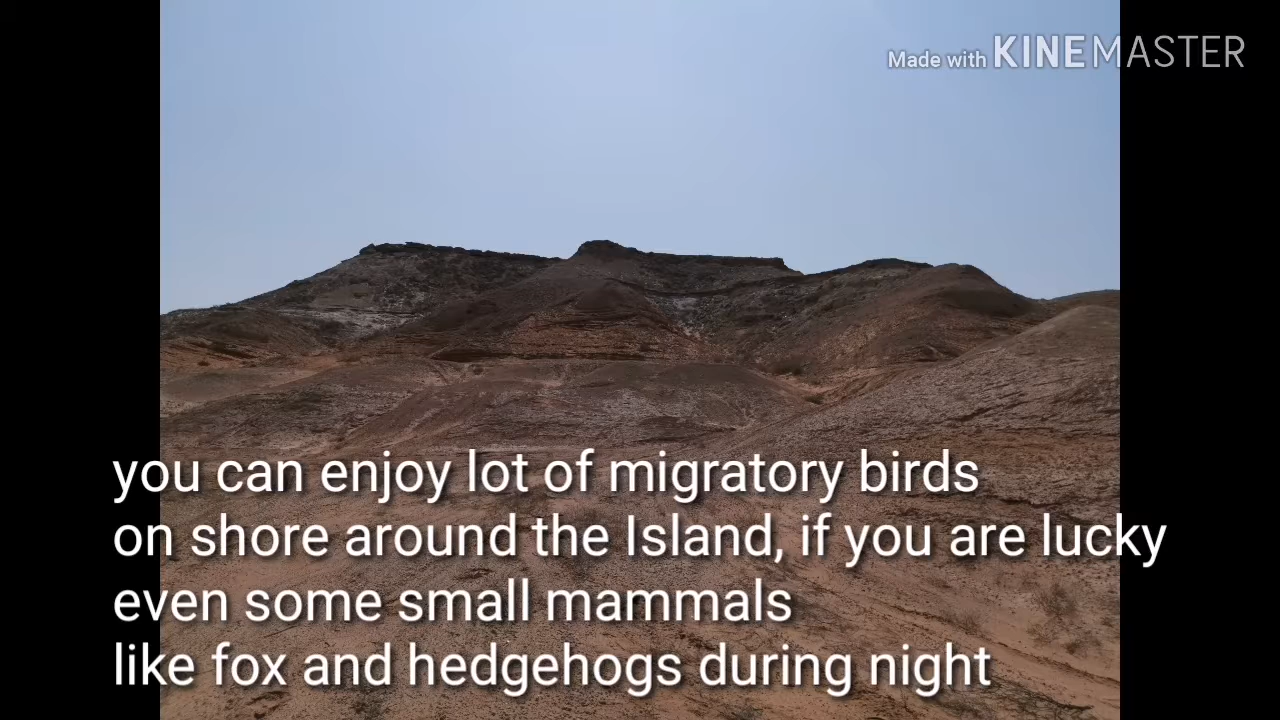 Made with KINEMASTER
you can enjoy lot of migratory birds
on shore around the Island, if you are lucky
even some small mammals
like fox and hedgehogs during night